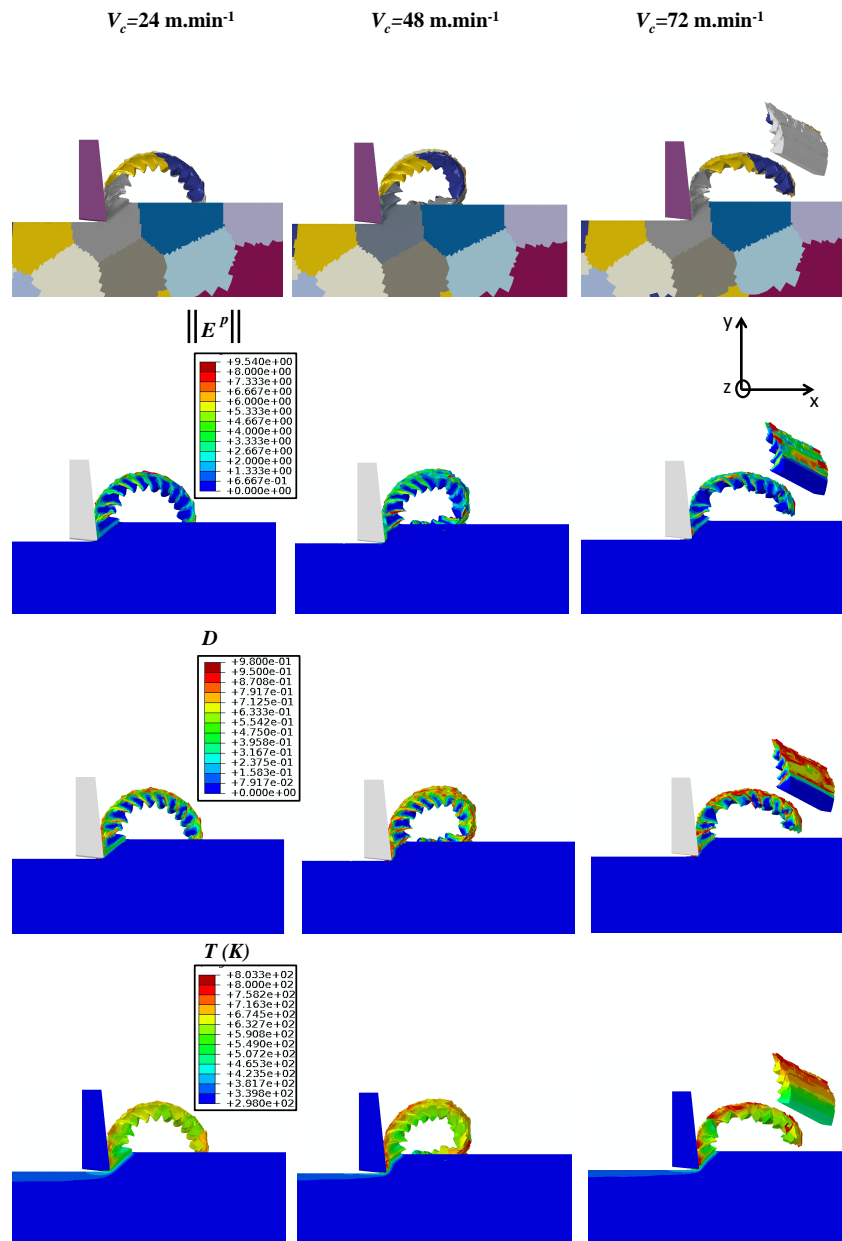 V_c=24 m.min⁻¹ V_c=48 m.min⁻¹ V_c=72 m.min⁻¹
‖E^p‖
+9.540e+00
+8.000e+00
+7.333e+00
+6.667e+00
+6.000e+00
+5.333e+00
+4.667e+00
+4.000e+00
+3.333e+00
+2.667e+00
+2.000e+00
+1.333e+00
+6.667e-01
+0.000e+00
y
z
x
D
+9.800e-01
+9.500e-01
+8.708e-01
+7.917e-01
+7.125e-01
+6.333e-01
+5.542e-01
+4.750e-01
+3.958e-01
+3.167e-01
+2.375e-01
+1.583e-01
+7.917e-02
+0.000e+00
T (K)
+8.033e+02
+8.000e+02
+7.582e+02
+7.163e+02
+6.745e+02
+6.327e+02
+5.908e+02
+5.490e+02
+5.072e+02
+4.653e+02
+4.235e+02
+3.817e+02
+3.398e+02
+2.980e+02